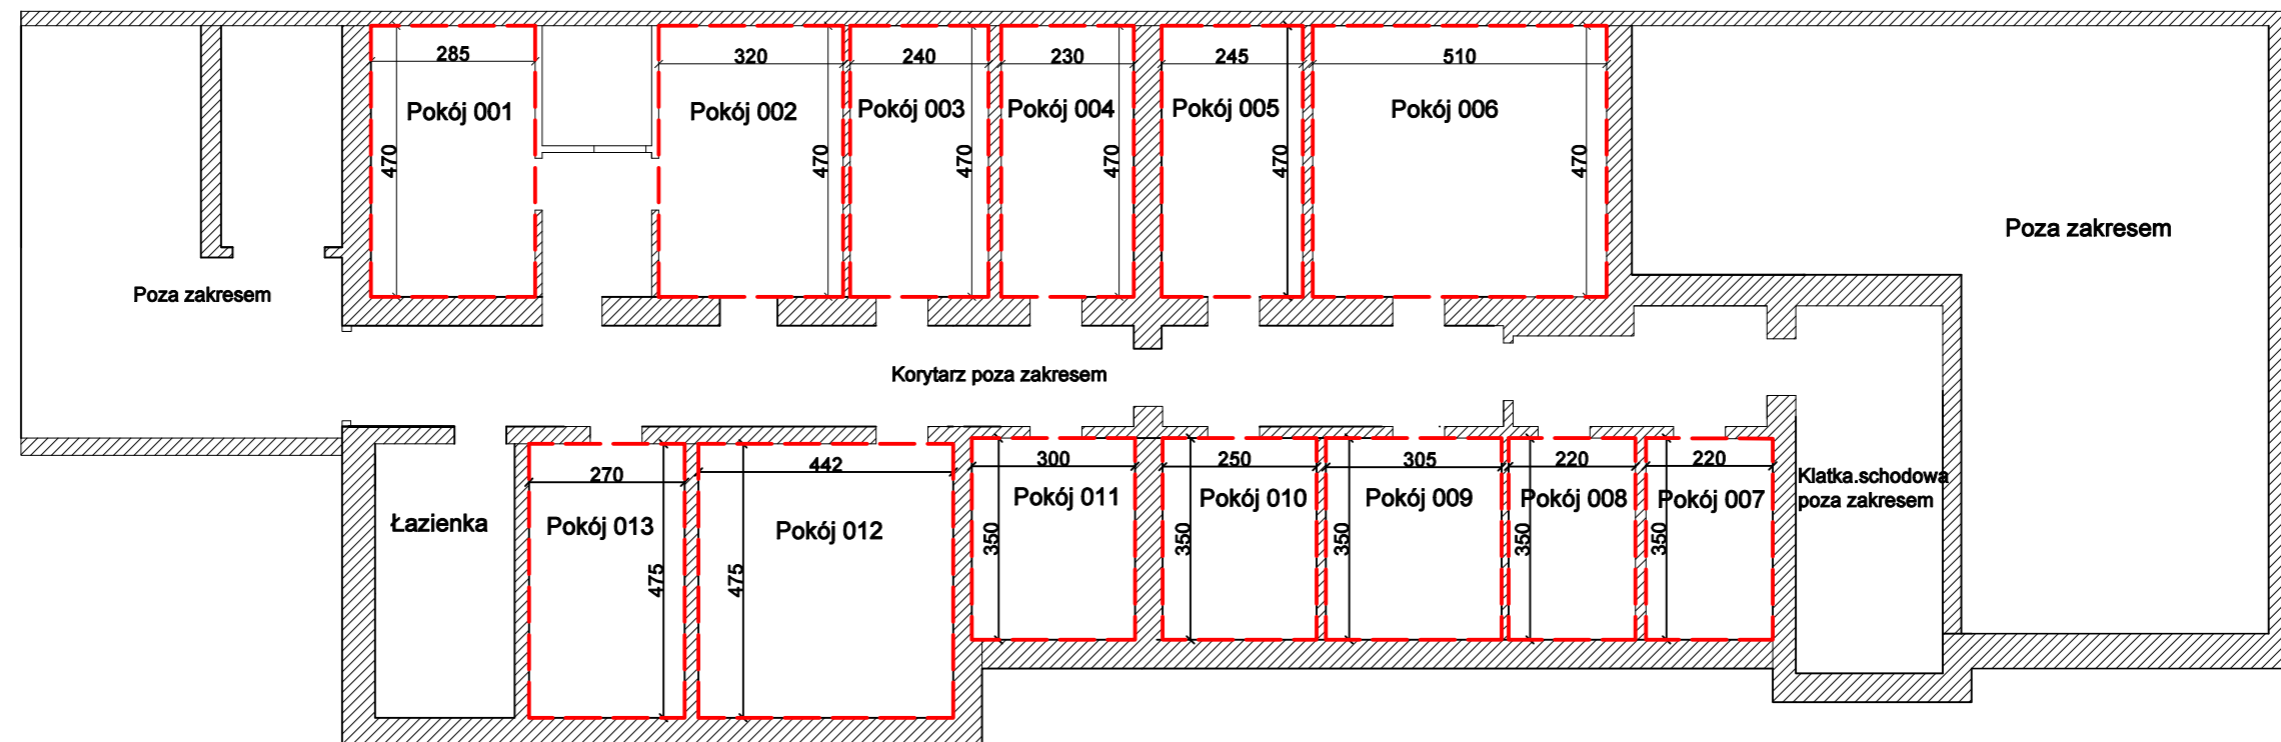 285
320
240
230
245
510
Pokój 001
Pokój 002
Pokój 003
Pokój 004
Pokój 005
Pokój 006
470
470
470
470
470
470
Poza zakresem
Poza zakresem
Korytarz poza zakresem
270
442
300
250
305
220
220
Pokój 013
Pokój 012
Pokój 011
Pokój 010
Pokój 009
Pokój 008
Pokój 007
Klatka.schodowa
poza zakresem
Łazienka
475
475
350
350
350
350
350